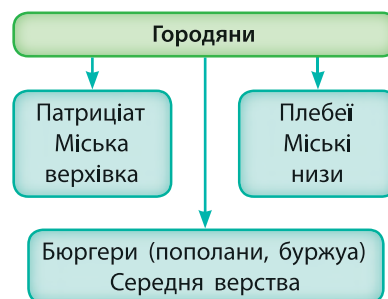 Городяни
Патриціат
Міська
верхівка
Плебеї
Міські
низи
Бюргери (пополани, буржуа)
Середня верства